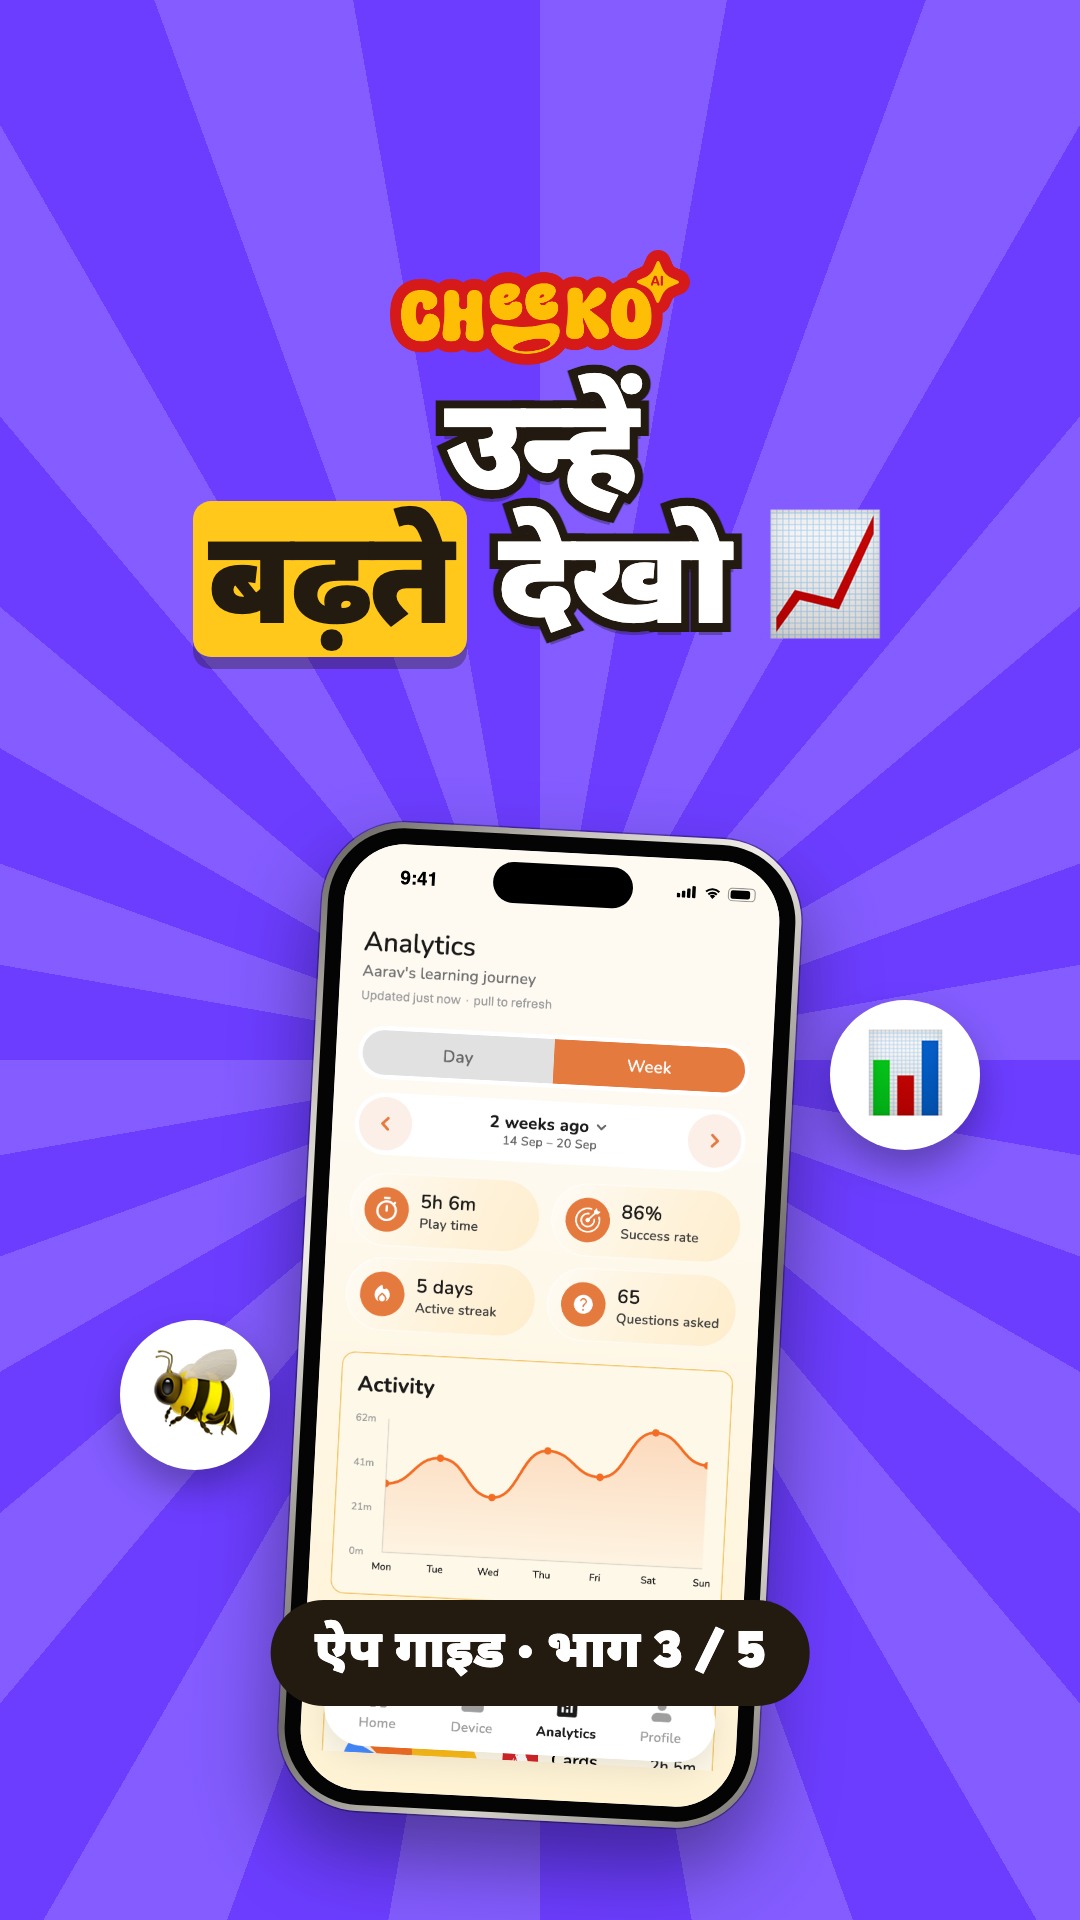 CHEEKO AI
उन्हें
बढ़ते देखो
9:41
Analytics
Aarav's learning journey
Updated just now · pull to refresh
Day Week
2 weeks ago
14 Sep – 20 Sep
5h 6m
Play time
86%
Success rate
5 days
Active streak
65
Questions asked
Activity
62m
41m
21m
0m
Mon Tue Wed Thu Fri Sat Sun
ऐप गाइड • भाग 3 / 5
Home Device Analytics Profile
Cards 2h 5m